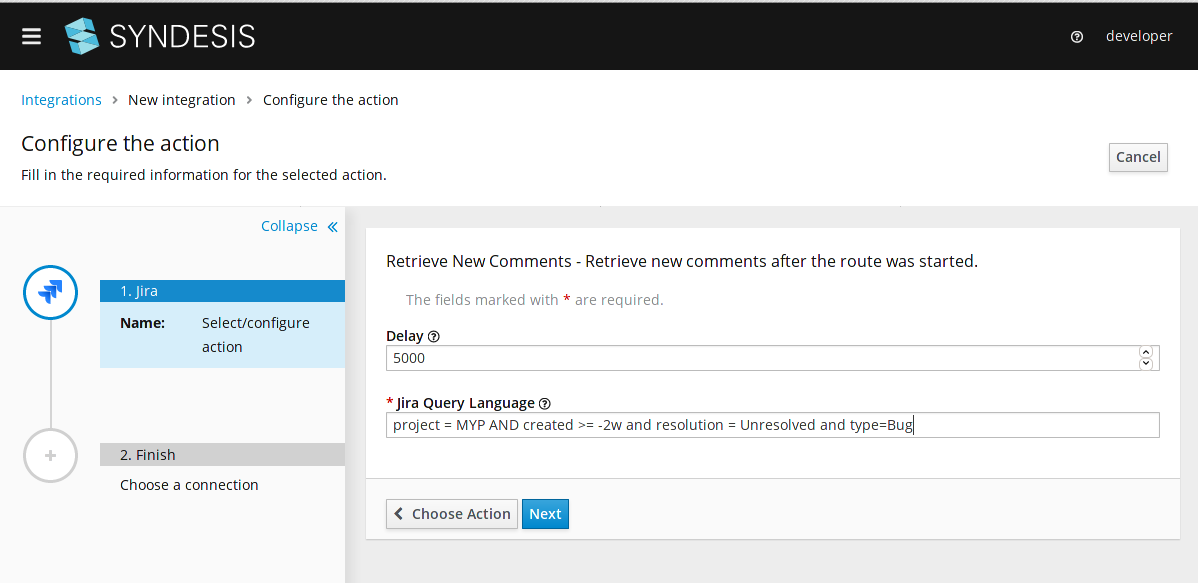 SYNDESIS
developer
Integrations > New integration > Configure the action
Configure the action
Fill in the required information for the selected action.
Cancel
Collapse «
1. Jira
Name: Select/configure
action
2. Finish
Choose a connection
Retrieve New Comments - Retrieve new comments after the route was started.
The fields marked with * are required.
Delay
5000
* Jira Query Language
project = MYP AND created >= -2w and resolution = Unresolved and type=Bug
Choose Action
Next